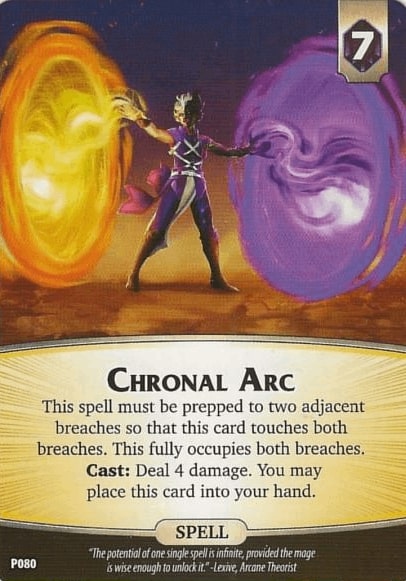 7
CHRONAL ARC
This spell must be prepped to two adjacent
breaches so that this card touches both
breaches. This fully occupies both breaches.
Cast: Deal 4 damage. You may
place this card into your hand.
SPELL
P080
"The potential of one single spell is infinite, provided the mage
is wise enough to unlock it." -Lexive, Arcane Theorist